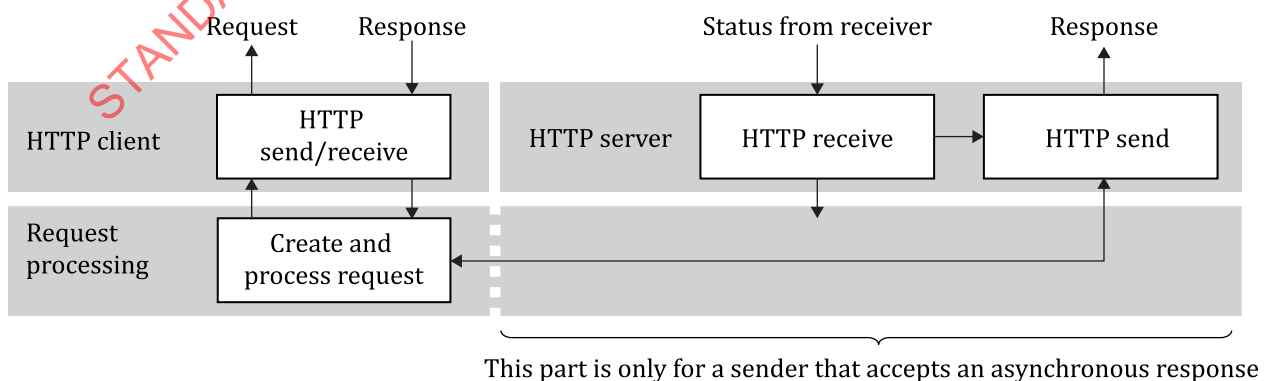 Request
Response
Status from receiver
Response
STANDA
HTTP client
HTTP
send/receive
HTTP server
HTTP receive
HTTP send
Request
processing
Create and
process request
This part is only for a sender that accepts an asynchronous response